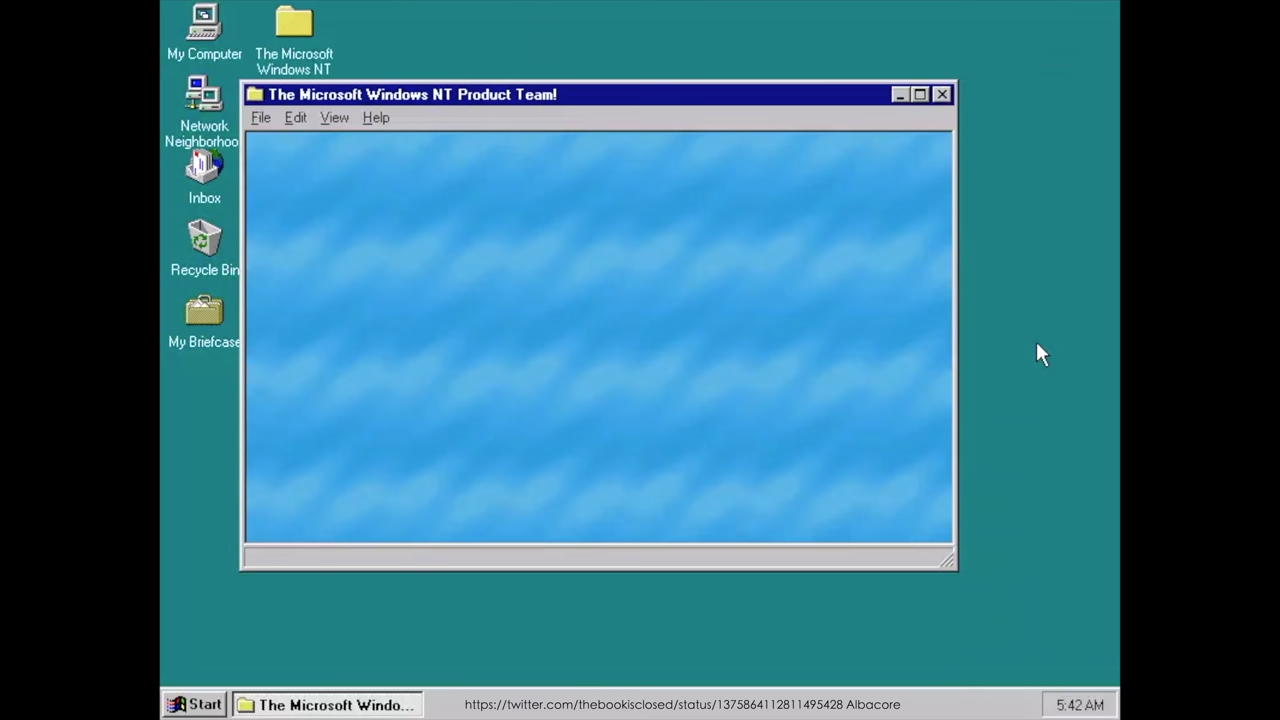 My Computer
The Microsoft
Windows NT
The Microsoft Windows NT Product Team!
File Edit View Help
Network
Neighborhoo
Inbox
Recycle Bin
My Briefcase
Start
The Microsoft Windo...
https://twitter.com/thebookisclosed/status/1375864112811495428 Albacore
5:42 AM